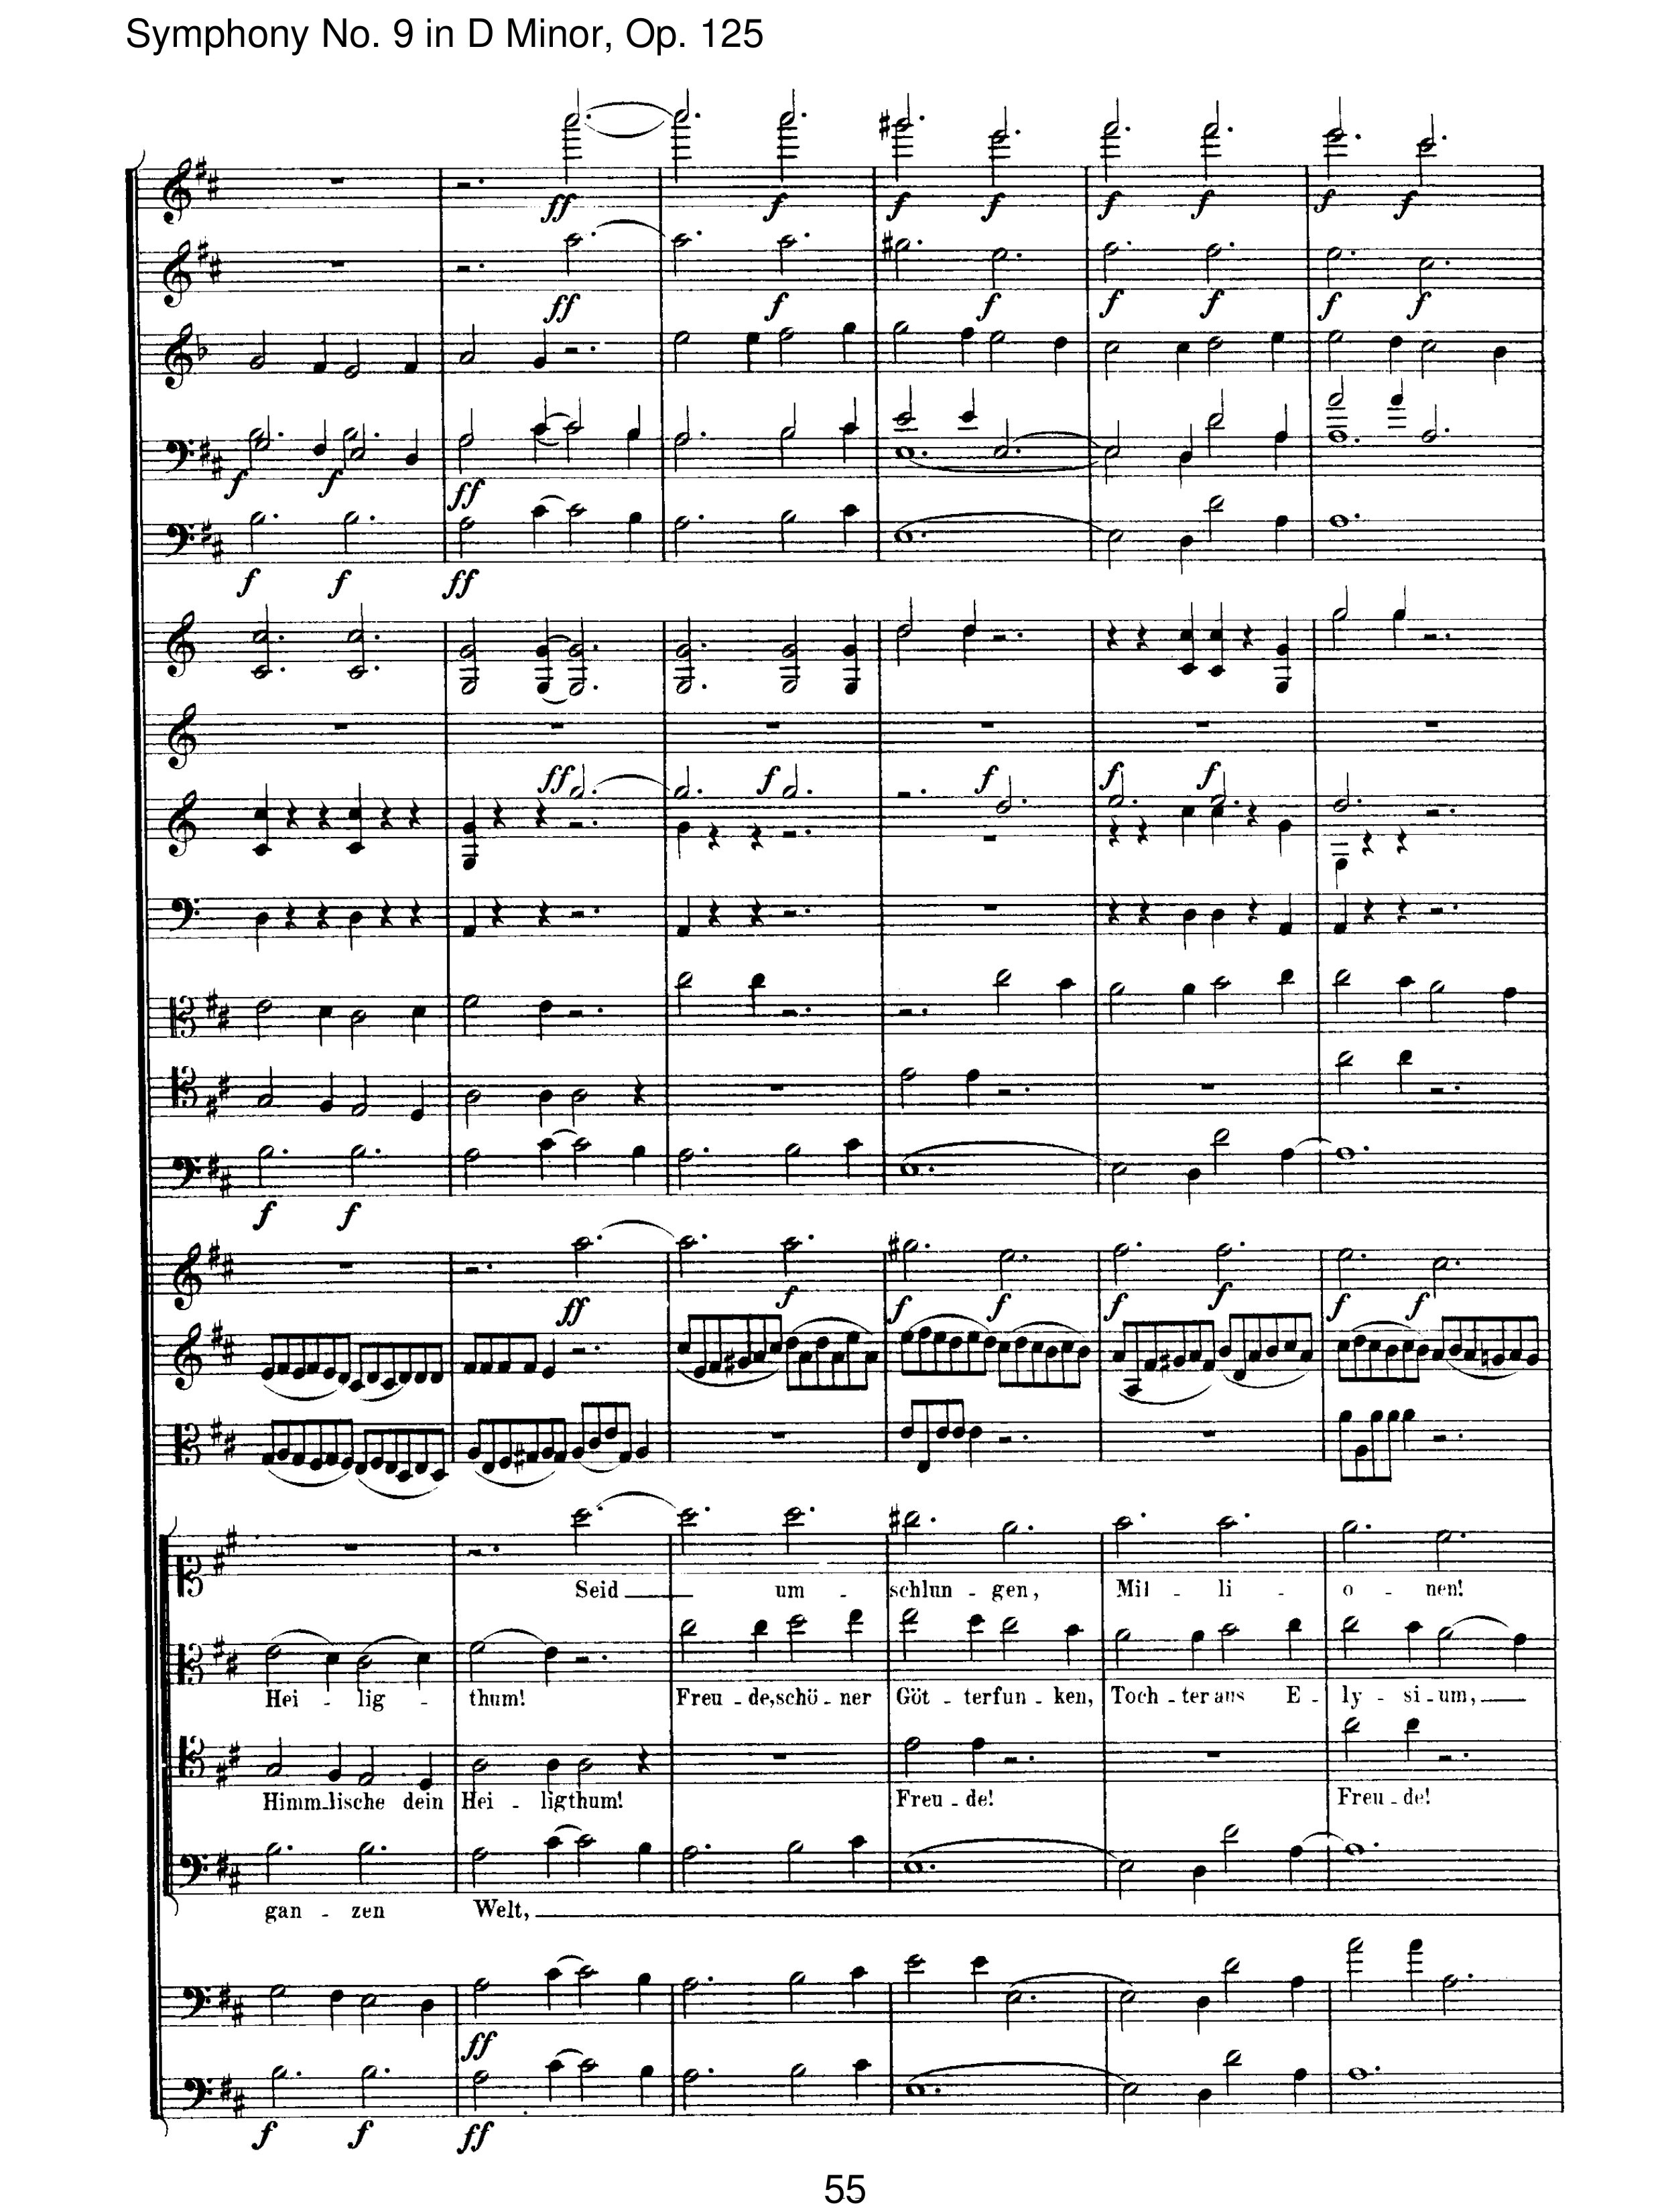 Symphony No. 9 in D Minor, Op. 125
ff f f f f f f f
ff f f f f f f
f f ff
f f ff
ff f f f f
f f
ff f f f f f f f
Seid um - schlun - gen, Mil - li - o - nen!
Hei - lig - thum! Freu - de, schö - ner Göt - terfun - ken, Toch - ter aus E - ly - si - um,
Himm - lische dein Hei - ligthum! Freu - de! Freu - de!
gan - zen Welt,
ff
f f ff
55